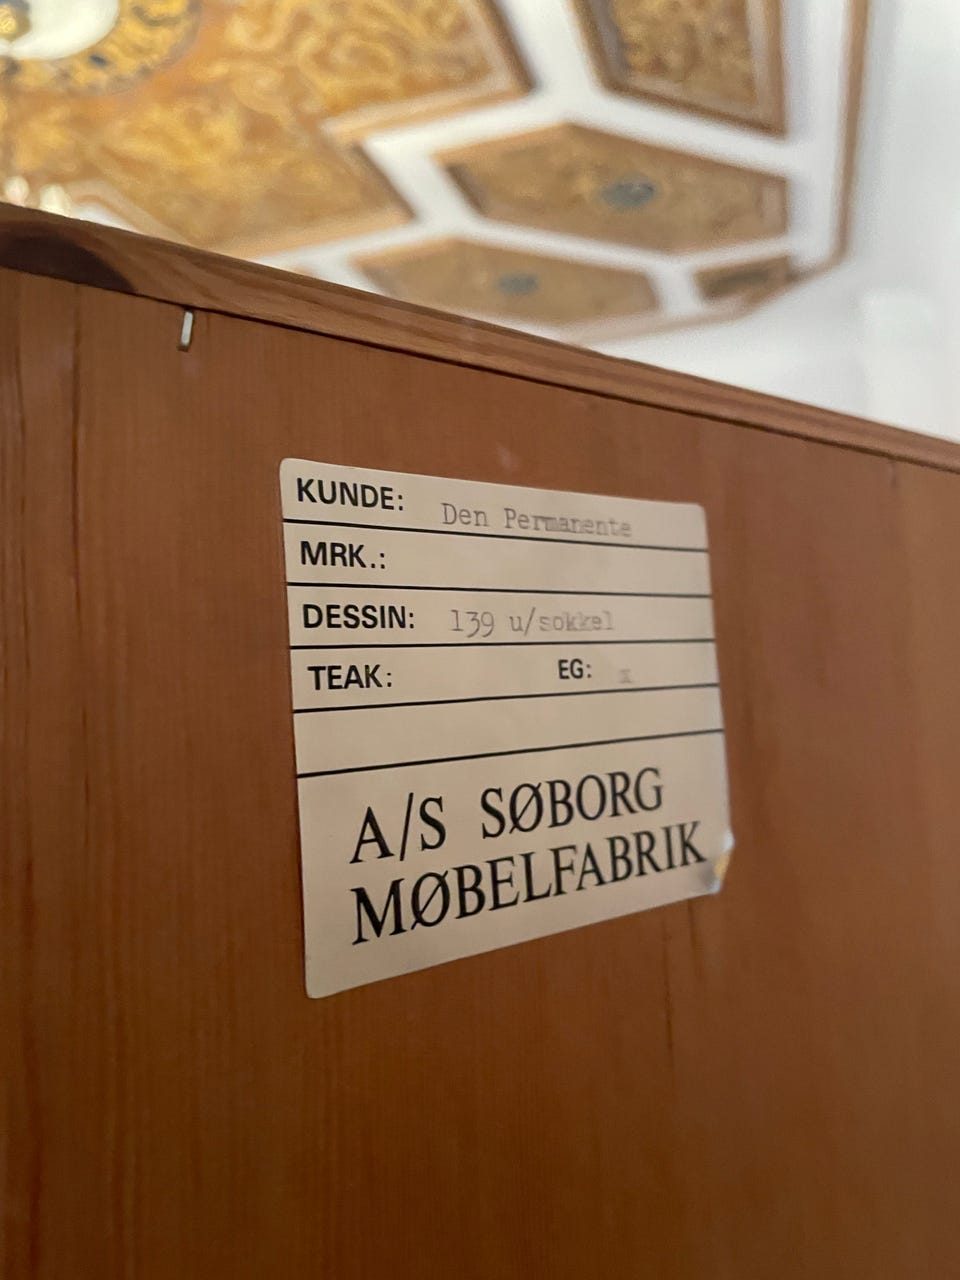 KUNDE: Den Permanente
MRK.:
DESSIN: 139 u/sokkel
TEAK: EG: x
A/S SØBORG
MØBELFABRIK